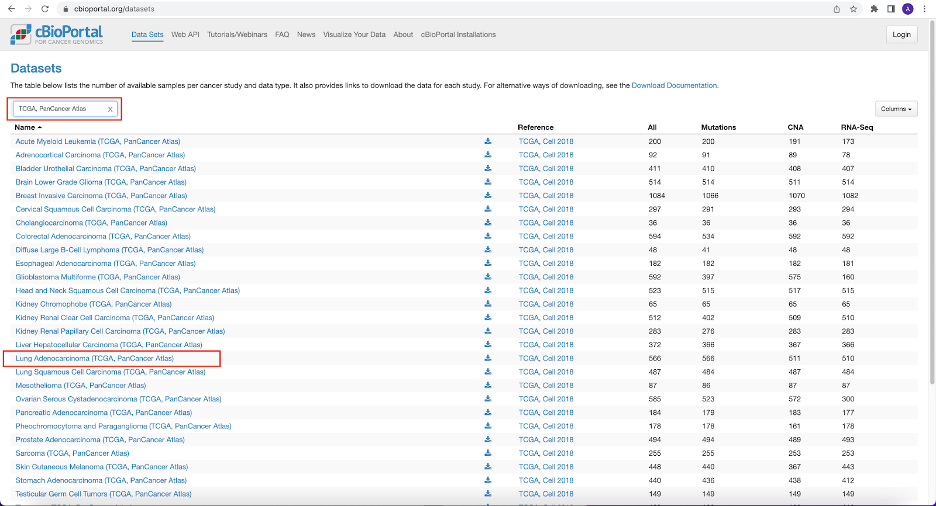 cbioportal.org/datasets
A
cBioPortal
FOR CANCER GENOMICS
Data Sets Web API Tutorials/Webinars FAQ News Visualize Your Data About cBioPortal Installations Login
Datasets
The table below lists the number of available samples per cancer study and data type. It also provides links to download the data for each study. For alternative ways of downloading, see the Download Documentation.
TCGA, PanCancer Atlas X Columns
Name Reference All Mutations CNA RNA-Seq
Acute Myeloid Leukemia (TCGA, PanCancer Atlas) TCGA, Cell 2018 200 200 191 173
Adrenocortical Carcinoma (TCGA, PanCancer Atlas) TCGA, Cell 2018 92 91 89 78
Bladder Urothelial Carcinoma (TCGA, PanCancer Atlas) TCGA, Cell 2018 411 410 408 407
Brain Lower Grade Glioma (TCGA, PanCancer Atlas) TCGA, Cell 2018 514 514 511 514
Breast Invasive Carcinoma (TCGA, PanCancer Atlas) TCGA, Cell 2018 1084 1066 1070 1082
Cervical Squamous Cell Carcinoma (TCGA, PanCancer Atlas) TCGA, Cell 2018 297 291 293 294
Cholangiocarcinoma (TCGA, PanCancer Atlas) TCGA, Cell 2018 36 36 36 36
Colorectal Adenocarcinoma (TCGA, PanCancer Atlas) TCGA, Cell 2018 594 534 592 592
Diffuse Large B-Cell Lymphoma (TCGA, PanCancer Atlas) TCGA, Cell 2018 48 41 48 48
Esophageal Adenocarcinoma (TCGA, PanCancer Atlas) TCGA, Cell 2018 182 182 182 181
Glioblastoma Multiforme (TCGA, PanCancer Atlas) TCGA, Cell 2018 592 397 575 160
Head and Neck Squamous Cell Carcinoma (TCGA, PanCancer Atlas) TCGA, Cell 2018 523 515 517 515
Kidney Chromophobe (TCGA, PanCancer Atlas) TCGA, Cell 2018 65 65 65 65
Kidney Renal Clear Cell Carcinoma (TCGA, PanCancer Atlas) TCGA, Cell 2018 512 402 509 510
Kidney Renal Papillary Cell Carcinoma (TCGA, PanCancer Atlas) TCGA, Cell 2018 283 276 283 283
Liver Hepatocellular Carcinoma (TCGA, PanCancer Atlas) TCGA, Cell 2018 372 366 367 366
Lung Adenocarcinoma (TCGA, PanCancer Atlas) TCGA, Cell 2018 566 566 511 510
Lung Squamous Cell Carcinoma (TCGA, PanCancer Atlas) TCGA, Cell 2018 487 484 487 484
Mesothelioma (TCGA, PanCancer Atlas) TCGA, Cell 2018 87 86 87 87
Ovarian Serous Cystadenocarcinoma (TCGA, PanCancer Atlas) TCGA, Cell 2018 585 523 572 300
Pancreatic Adenocarcinoma (TCGA, PanCancer Atlas) TCGA, Cell 2018 184 179 183 177
Pheochromocytoma and Paraganglioma (TCGA, PanCancer Atlas) TCGA, Cell 2018 178 178 161 178
Prostate Adenocarcinoma (TCGA, PanCancer Atlas) TCGA, Cell 2018 494 494 489 493
Sarcoma (TCGA, PanCancer Atlas) TCGA, Cell 2018 255 255 253 253
Skin Cutaneous Melanoma (TCGA, PanCancer Atlas) TCGA, Cell 2018 448 440 367 443
Stomach Adenocarcinoma (TCGA, PanCancer Atlas) TCGA, Cell 2018 440 436 438 412
Testicular Germ Cell Tumors (TCGA, PanCancer Atlas) TCGA, Cell 2018 149 149 149 149